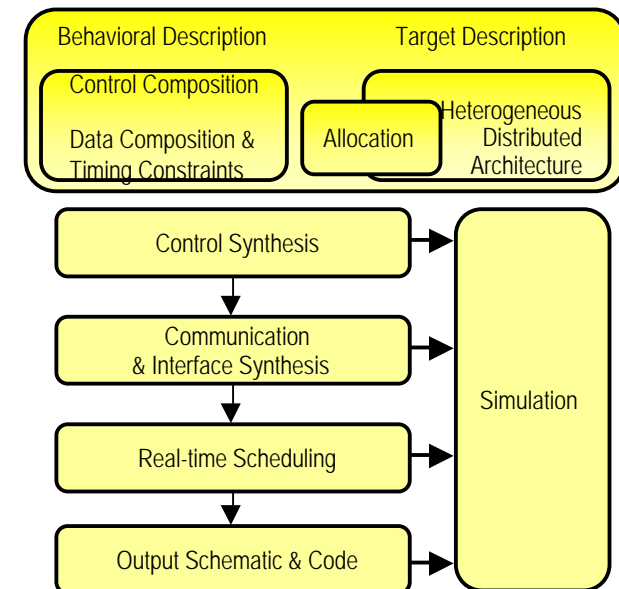 Behavioral Description
Target Description
Control Composition
Data Composition &
Timing Constraints
Allocation
Heterogeneous
Distributed
Architecture
Control Synthesis
Communication
& Interface Synthesis
Real-time Scheduling
Output Schematic & Code
Simulation